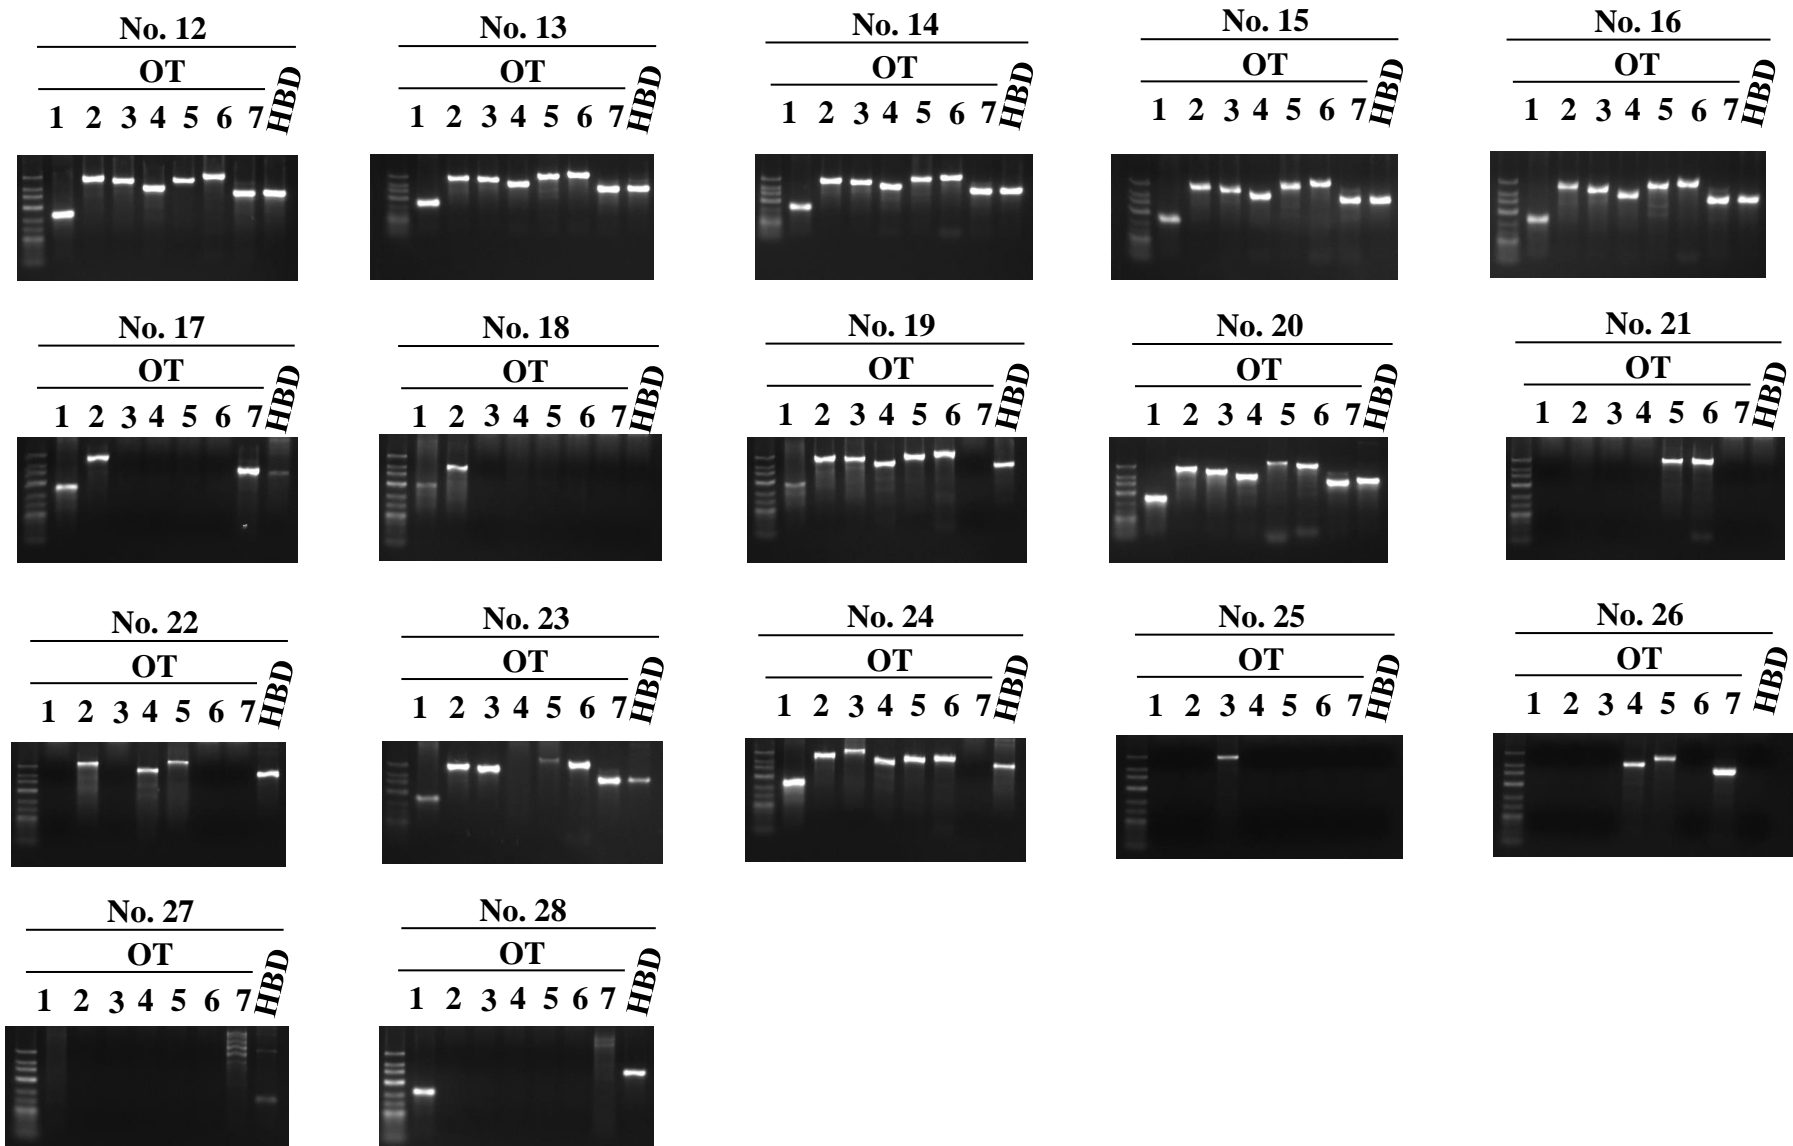 No. 12
OT
1 2 3 4 5 6 7 HBD
No. 13
OT
1 2 3 4 5 6 7 HBD
No. 14
OT
1 2 3 4 5 6 7 HBD
No. 15
OT
1 2 3 4 5 6 7 HBD
No. 16
OT
1 2 3 4 5 6 7 HBD
No. 17
OT
1 2 3 4 5 6 7 HBD
No. 18
OT
1 2 3 4 5 6 7 HBD
No. 19
OT
1 2 3 4 5 6 7 HBD
No. 20
OT
1 2 3 4 5 6 7 HBD
No. 21
OT
1 2 3 4 5 6 7 HBD
No. 22
OT
1 2 3 4 5 6 7 HBD
No. 23
OT
1 2 3 4 5 6 7 HBD
No. 24
OT
1 2 3 4 5 6 7 HBD
No. 25
OT
1 2 3 4 5 6 7 HBD
No. 26
OT
1 2 3 4 5 6 7 HBD
No. 27
OT
1 2 3 4 5 6 7 HBD
No. 28
OT
1 2 3 4 5 6 7 HBD